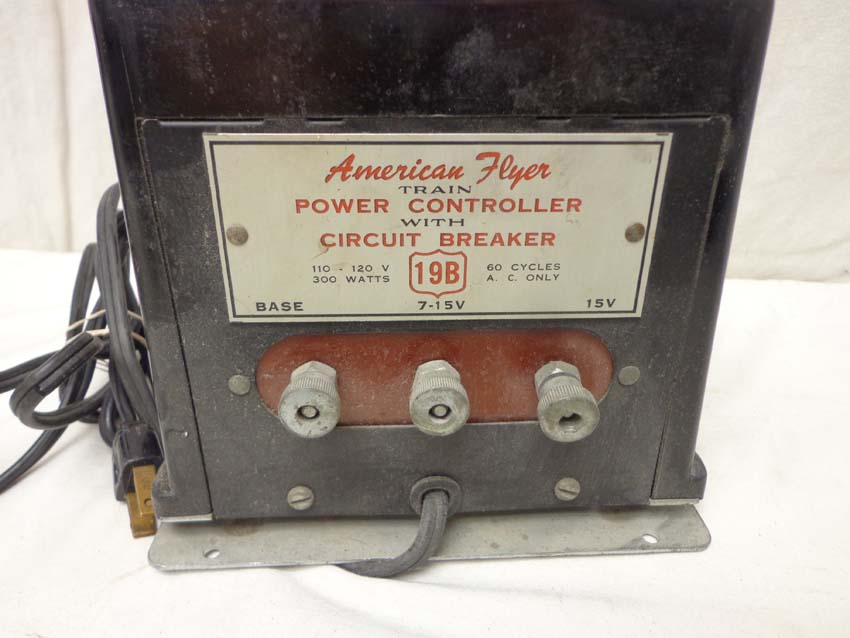 American Flyer
TRAIN
POWER CONTROLLER
WITH
CIRCUIT BREAKER
110 - 120 V 19B 60 CYCLES
300 WATTS A. C. ONLY
BASE 7-15V 15V